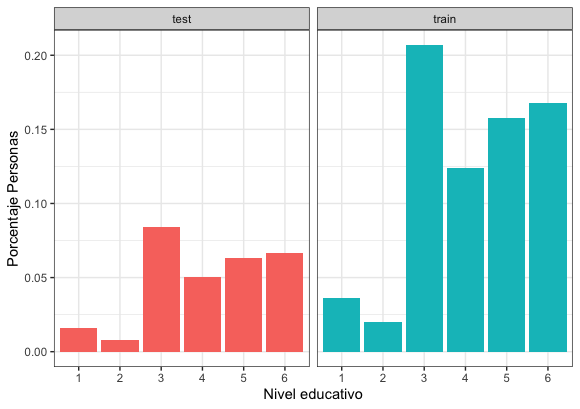 test train
Porcentaje Personas
0.20
0.15
0.10
0.05
0.00
1 2 3 4 5 6 1 2 3 4 5 6
Nivel educativo